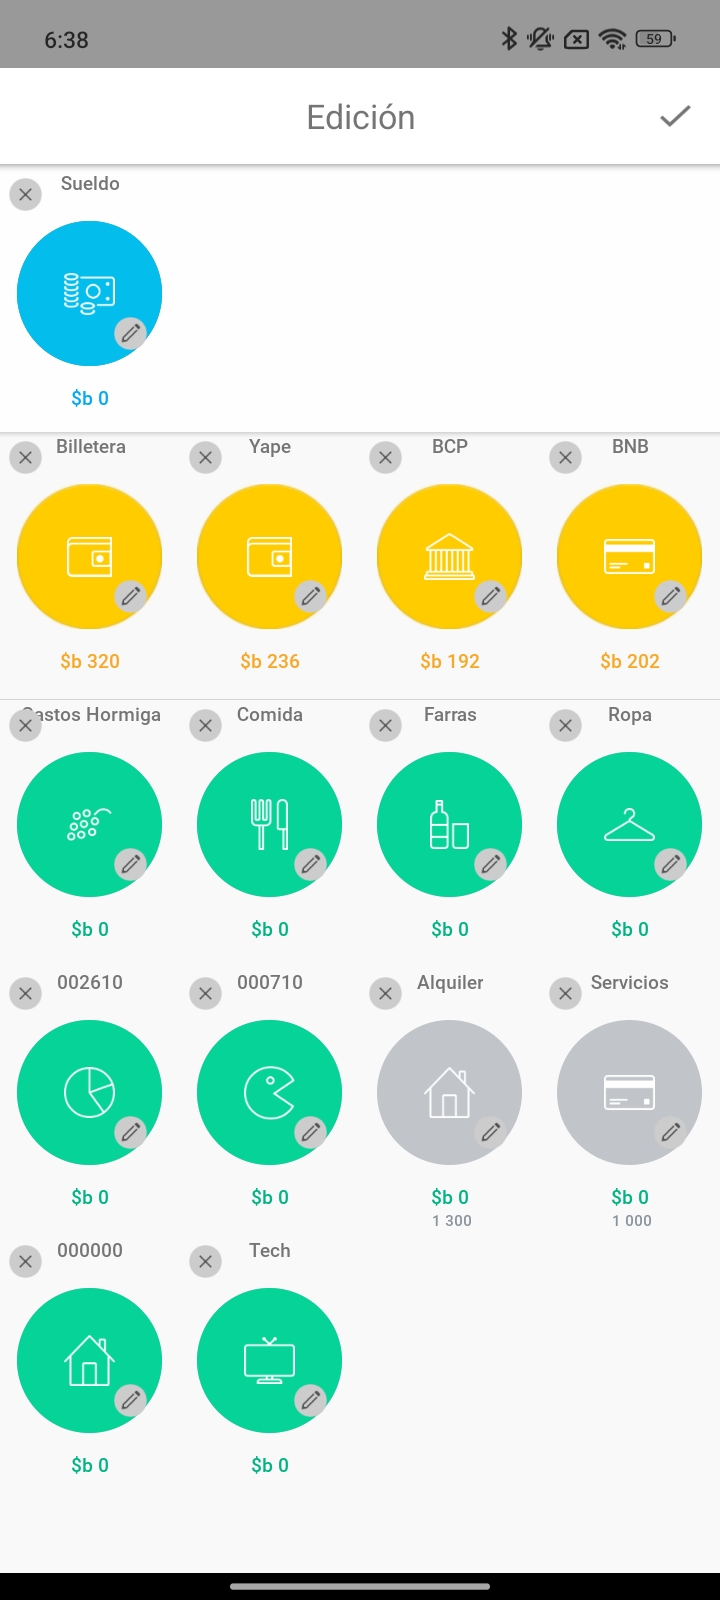 6:38
59
Edición
Sueldo
$b 0
Billetera Yape BCP BNB
$b 320 $b 236 $b 192 $b 202
Gastos Hormiga Comida Farras Ropa
$b 0 $b 0 $b 0 $b 0
002610 000710 Alquiler Servicios
$b 0 $b 0 $b 0 $b 0
1 300 1 000
000000 Tech
$b 0 $b 0